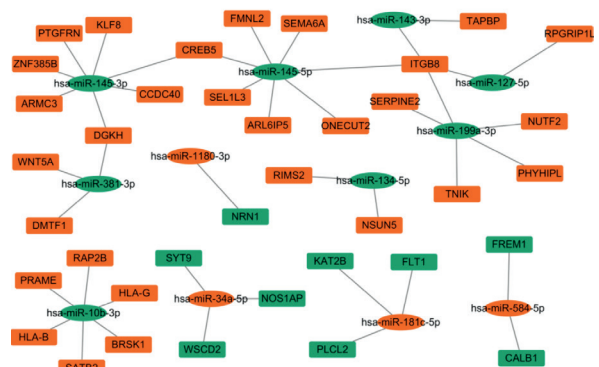 hsa-miR-143-3p
FMNL2
SEMA6A
TAPBP
KLF8
PTGFRN
RPGRIP1L
CREB5
ZNF385B
ITGB8
hsa-miR-145-3p
hsa-miR-145-5p
hsa-miR-127-5p
CCDC40
SEL1L3
ARMC3
SERPINE2
ARL6IP5
ONECUT2
NUTF2
DGKH
hsa-miR-199a-3p
WNT5A
hsa-miR-1180-3p
PHYHIPL
RIMS2
hsa-miR-134-5p
hsa-miR-381-3p
TNIK
NRN1
DMTF1
NSUN5
RAP2B
SYT9
KAT2B
FLT1
FREM1
PRAME
HLA-G
hsa-miR-34a-5p
NOS1AP
hsa-miR-584-5p
hsa-miR-10b-3p
hsa-miR-181c-5p
HLA-B
BRSK1
WSCD2
PLCL2
CALB1